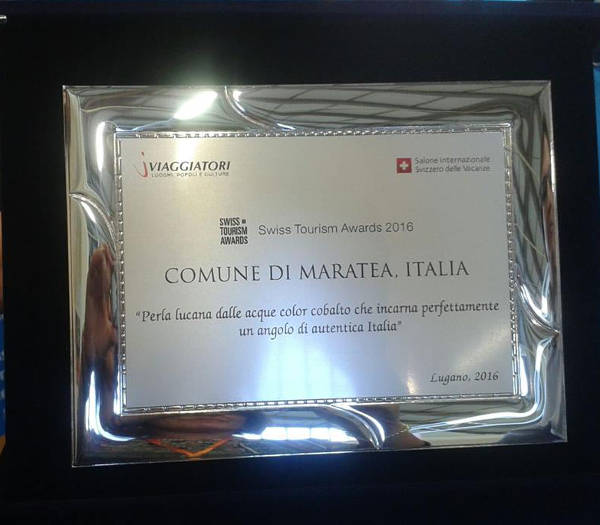 iVIAGGIATORI
LUOGHI, POPOLI E CULTURE
Salone Internazionale
Svizzero delle Vacanze
SWISS
TOURISM
AWARDS
Swiss Tourism Awards 2016
COMUNE DI MARATEA, ITALIA
“Perla lucana dalle acque color cobalto che incarna perfettamente
un angolo di autentica Italia”
Lugano, 2016